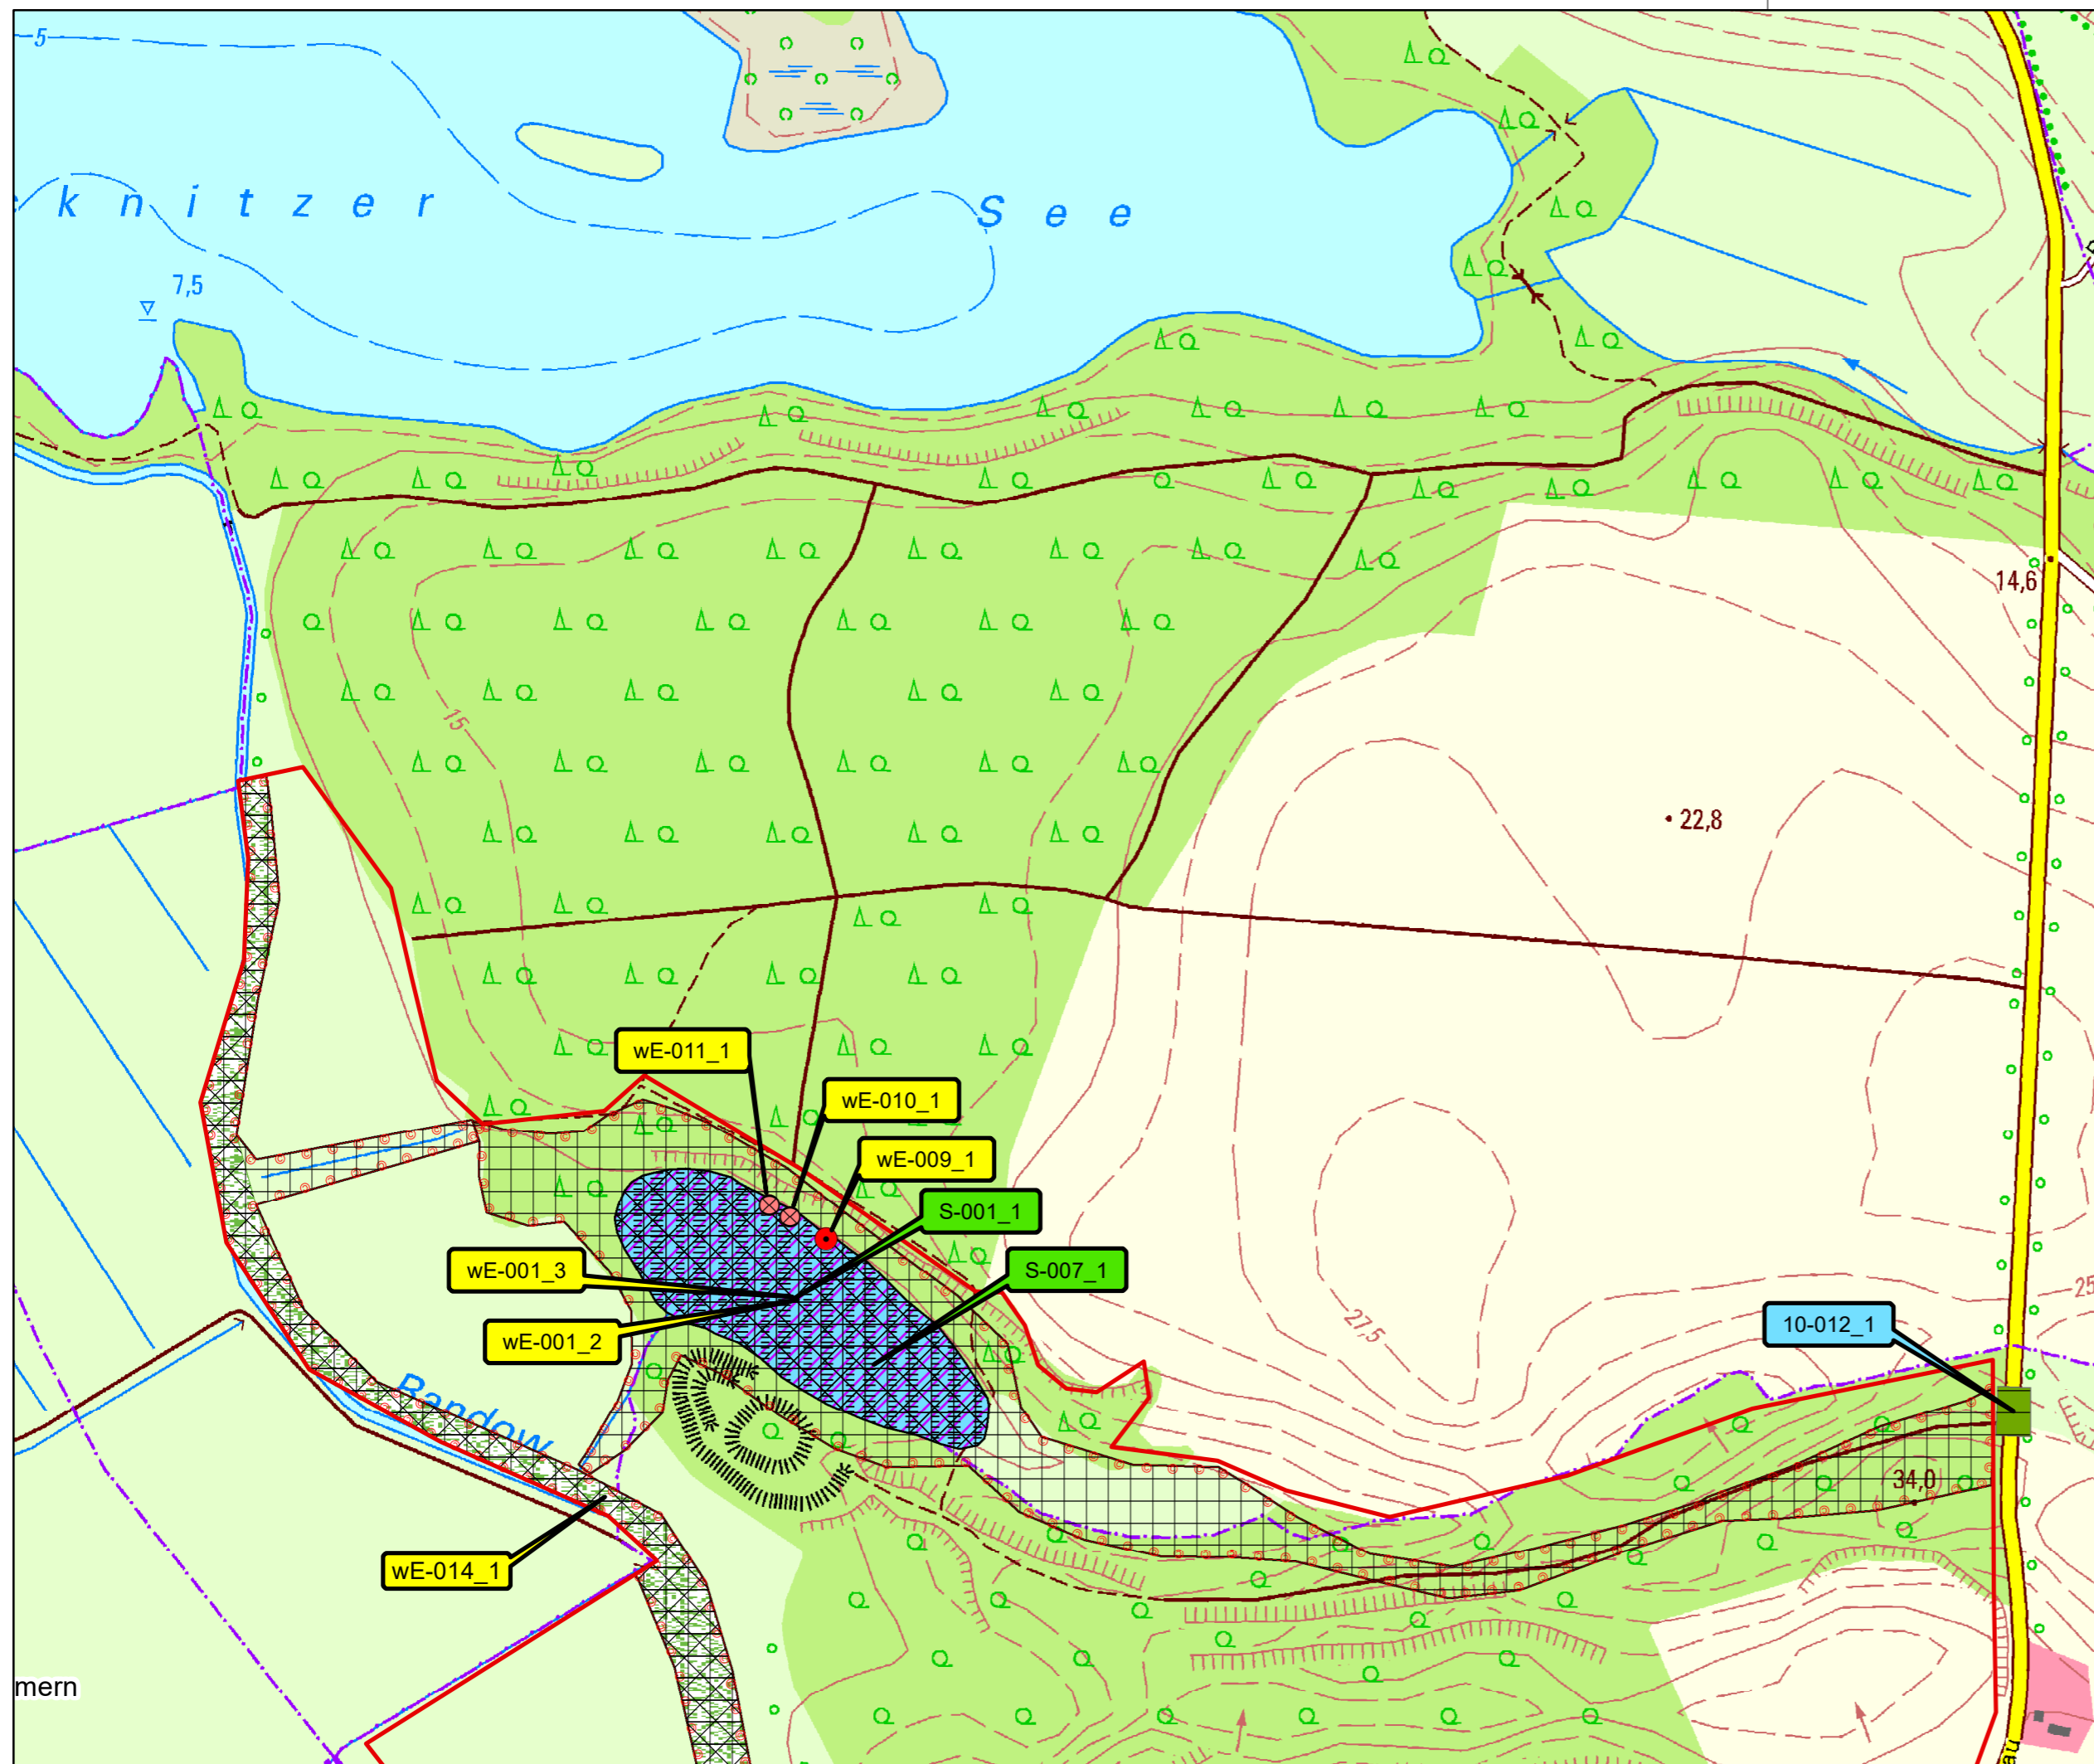 5
k n i t z e r
S e e
7,5
14,6
15
22,8
wE-011_1
wE-010_1
wE-009_1
S-001_1
wE-001_3
S-007_1
wE-001_2
27,5
25
10-012_1
Randow
34,0
wE-014_1
mern
au